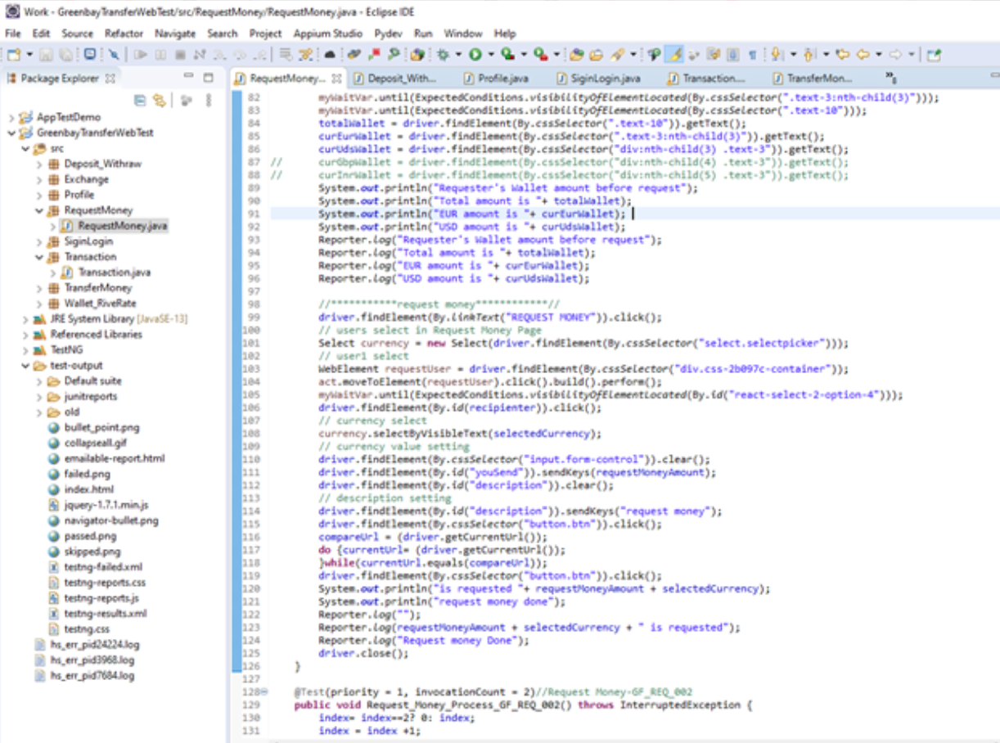 Work - GreenbayTransferWebTest/src/RequestMoney/RequestMoney.java - Eclipse IDE
File Edit Source Refactor Navigate Search Project Appium Studio Pydev Run Window Help
Package Explorer
AppTestDemo
GreenbayTransferWebTest
src
Deposit_Withraw
Exchange
Profile
RequestMoney
RequestMoney.java
SiginLogin
Transaction
Transaction.java
TransferMoney
Wallet_RiveRate
JRE System Library [JavaSE-13]
Referenced Libraries
TestNG
test-output
Default suite
junitreports
old
bullet_point.png
collapseall.gif
emailable-report.html
failed.png
index.html
jquery-1.7.1.min.js
navigator-bullet.png
passed.png
skipped.png
testng-failed.xml
testng-reports.css
testng-reports.js
testng-results.xml
testng.css
hs_err_pid24224.log
hs_err_pid3968.log
hs_err_pid7684.log
RequestMoney... Deposit_With... Profile.java SiginLogin.java Transaction.... TransferMon... »8
82 myWaitVar.until(ExpectedConditions.visibilityOfElementLocated(By.cssSelector(".text-3:nth-child(3)")));
83 myWaitVar.until(ExpectedConditions.visibilityOfElementLocated(By.cssSelector(".text-10")));
84 totalWallet = driver.findElement(By.cssSelector(".text-10")).getText();
85 curEurWallet = driver.findElement(By.cssSelector(".text-3:nth-child(3)")).getText();
86 curUdsWallet = driver.findElement(By.cssSelector("div:nth-child(3) .text-3")).getText();
87 // curGbpWallet = driver.findElement(By.cssSelector("div:nth-child(4) .text-3")).getText();
88 // curInrWallet = driver.findElement(By.cssSelector("div:nth-child(5) .text-3")).getText();
89 System.out.println("Requester's Wallet amount before request");
90 System.out.println("Total amount is "+ totalWallet);
91 System.out.println("EUR amount is "+ curEurWallet);
92 System.out.println("USD amount is "+ curUdsWallet);
93 Reporter.log("Requester's Wallet amount before request");
94 Reporter.log("Total amount is "+ totalWallet);
95 Reporter.log("EUR amount is "+ curEurWallet);
96 Reporter.log("USD amount is "+ curUdsWallet);
97
98 //***********request money************//
99 driver.findElement(By.linkText("REQUEST MONEY")).click();
100 // users select in Request Money Page
101 Select currency = new Select(driver.findElement(By.cssSelector("select.selectpicker")));
102 // user1 select
103 WebElement requestUser = driver.findElement(By.cssSelector("div.css-2b097c-container"));
104 act.moveToElement(requestUser).click().build().perform();
105 myWaitVar.until(ExpectedConditions.visibilityOfElementLocated(By.id("react-select-2-option-4")));
106 driver.findElement(By.id(recipienter)).click();
107 // currency select
108 currency.selectByVisibleText(selectedCurrency);
109 // currency value setting
110 driver.findElement(By.cssSelector("input.form-control")).clear();
111 driver.findElement(By.id("youSend")).sendKeys(requestMoneyAmount);
112 driver.findElement(By.id("description")).clear();
113 // description setting
114 driver.findElement(By.id("description")).sendKeys("request money");
115 driver.findElement(By.cssSelector("button.btn")).click();
116 compareUrl = (driver.getCurrentUrl());
117 do {currentUrl= (driver.getCurrentUrl());
118 }while(currentUrl.equals(compareUrl));
119 driver.findElement(By.cssSelector("button.btn")).click();
120 System.out.println("is requested "+ requestMoneyAmount + selectedCurrency);
121 System.out.println("request money done");
122 Reporter.log("");
123 Reporter.log(requestMoneyAmount + selectedCurrency + " is requested");
124 Reporter.log("Request money Done");
125 driver.close();
126 }
127
128 @Test(priority = 1, invocationCount = 2)//Request Money-GF_REQ_002
129 public void Request_Money_Process_GF_REQ_002() throws InterruptedException {
130 index= index==2? 0: index;
131 index = index +1;